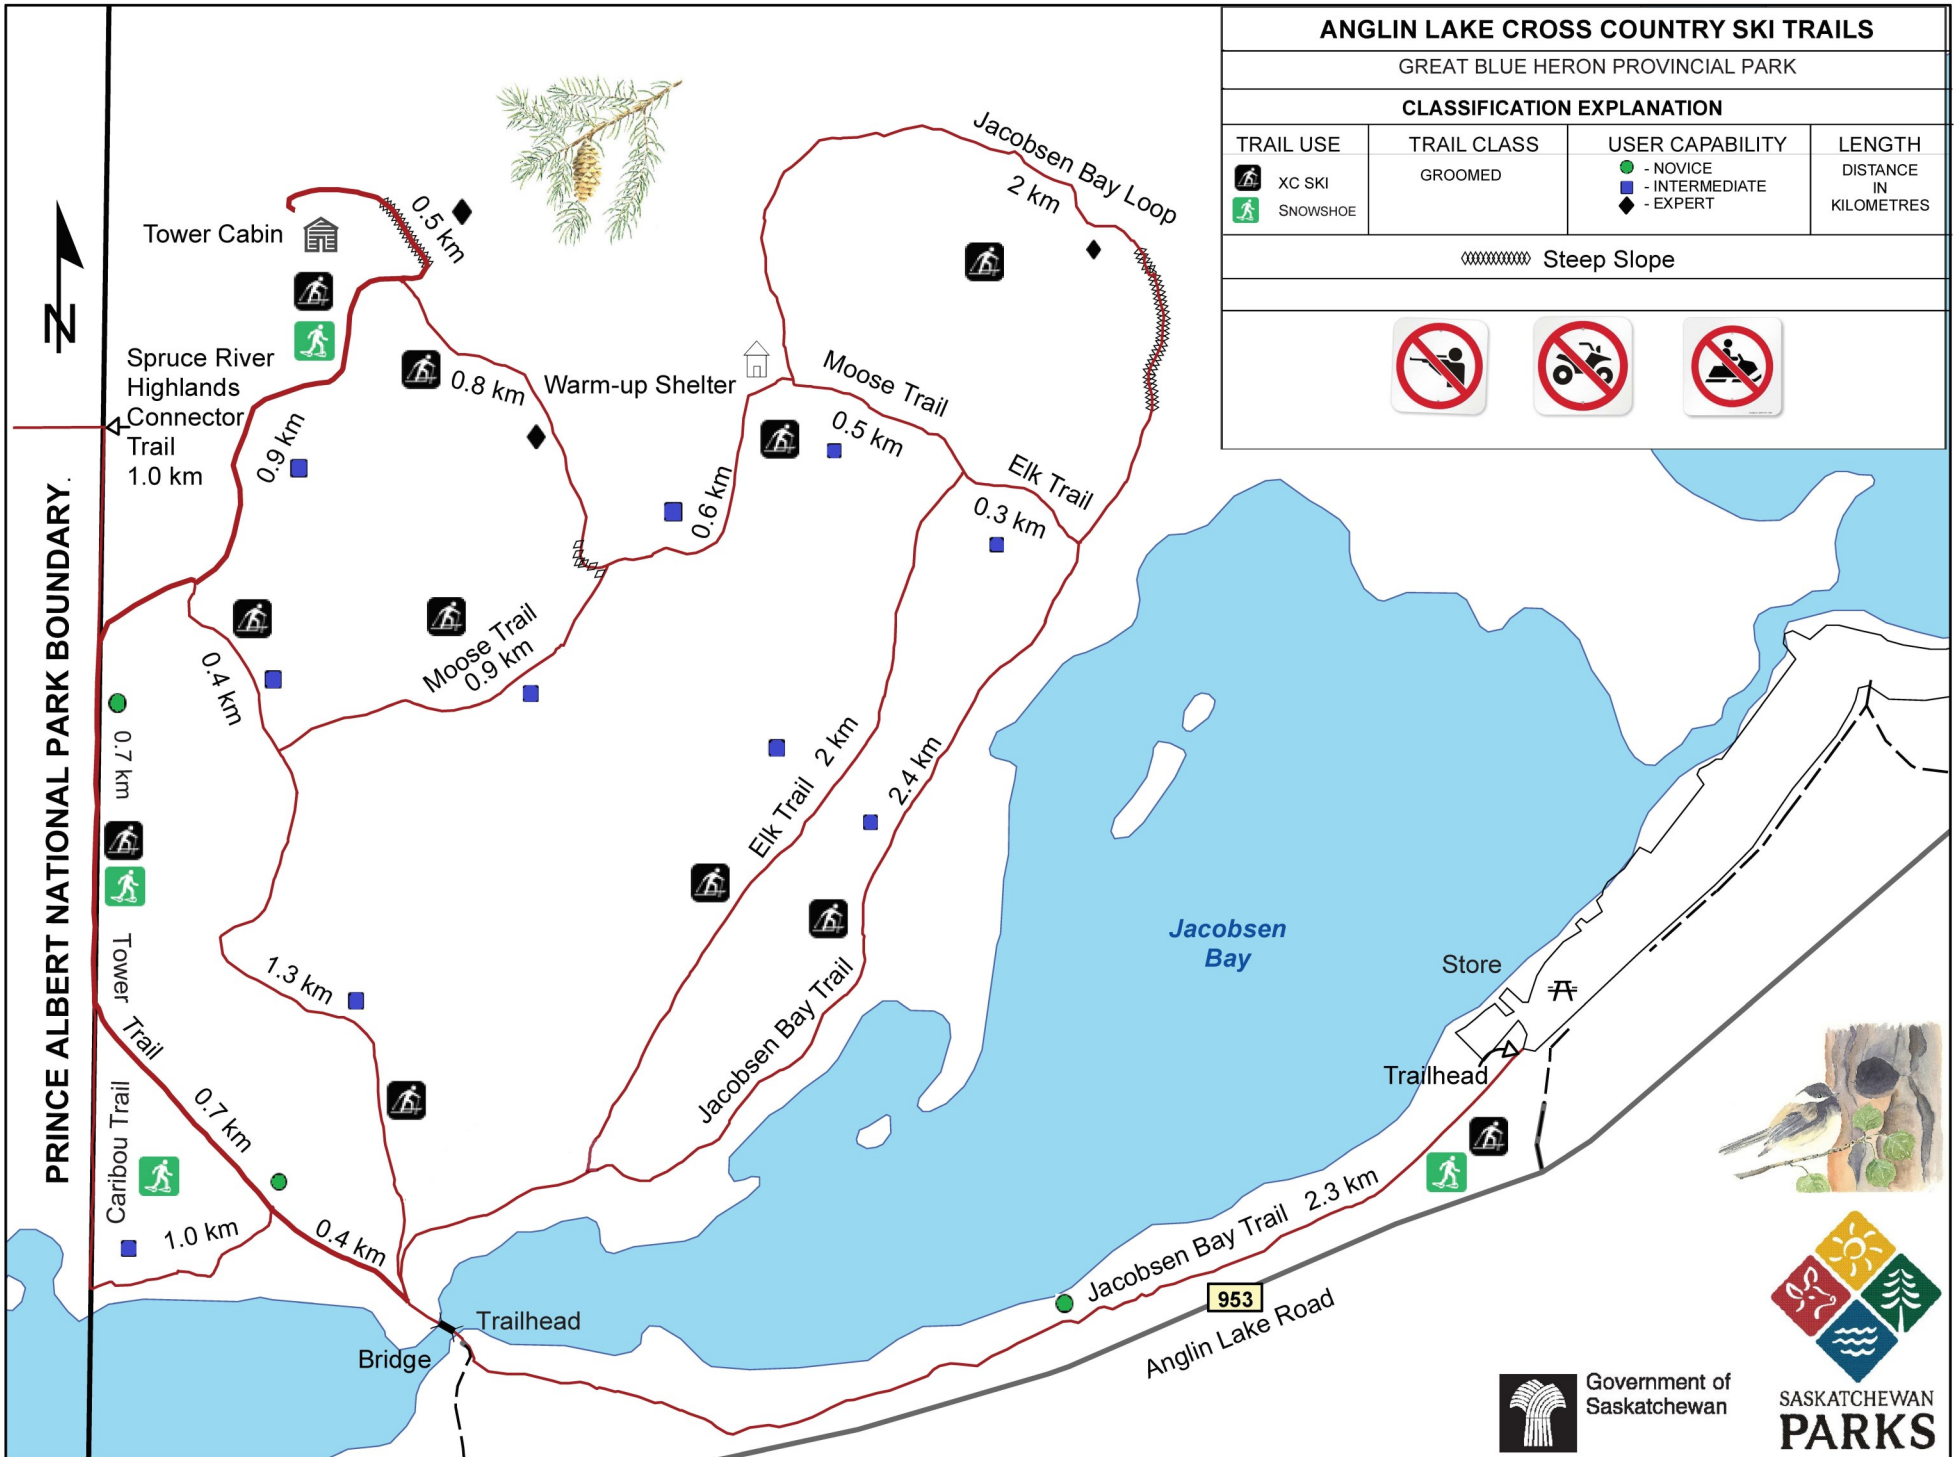 ANGLIN LAKE CROSS COUNTRY SKI TRAILS
GREAT BLUE HERON PROVINCIAL PARK
CLASSIFICATION EXPLANATION
TRAIL USE
XC SKI
SNOWSHOE
TRAIL CLASS
GROOMED
USER CAPABILITY
- NOVICE
- INTERMEDIATE
- EXPERT
LENGTH
DISTANCE
IN
KILOMETRES
Steep Slope
N
Tower Cabin
0.5 km
Jacobsen Bay Loop
2 km
Spruce River
Highlands
Connector
Trail
1.0 km
0.9 km
0.8 km
Warm-up Shelter
Moose Trail
0.5 km
0.6 km
Elk Trail
0.3 km
PRINCE ALBERT NATIONAL PARK BOUNDARY.
0.4 km
Moose Trail
0.9 km
0.7 km
Elk Trail 2 km
2.4 km
Jacobsen Bay Trail
Tower Trail
1.3 km
0.7 km
Caribou Trail
1.0 km
0.4 km
Jacobsen
Bay
Store
Trailhead
Jacobsen Bay Trail 2.3 km
953
Anglin Lake Road
Trailhead
Bridge
Government of
Saskatchewan
SASKATCHEWAN
PARKS